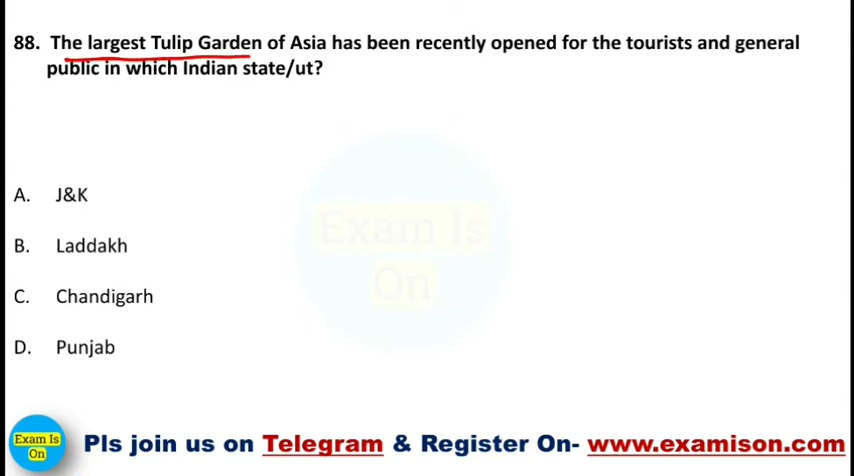 88. The largest Tulip Garden of Asia has been recently opened for the tourists and general
public in which Indian state/ut?
Exam Is
On
A. J&K
B. Laddakh
C. Chandigarh
D. Punjab
Exam Is
On
Pls join us on Telegram & Register On- www.examison.com